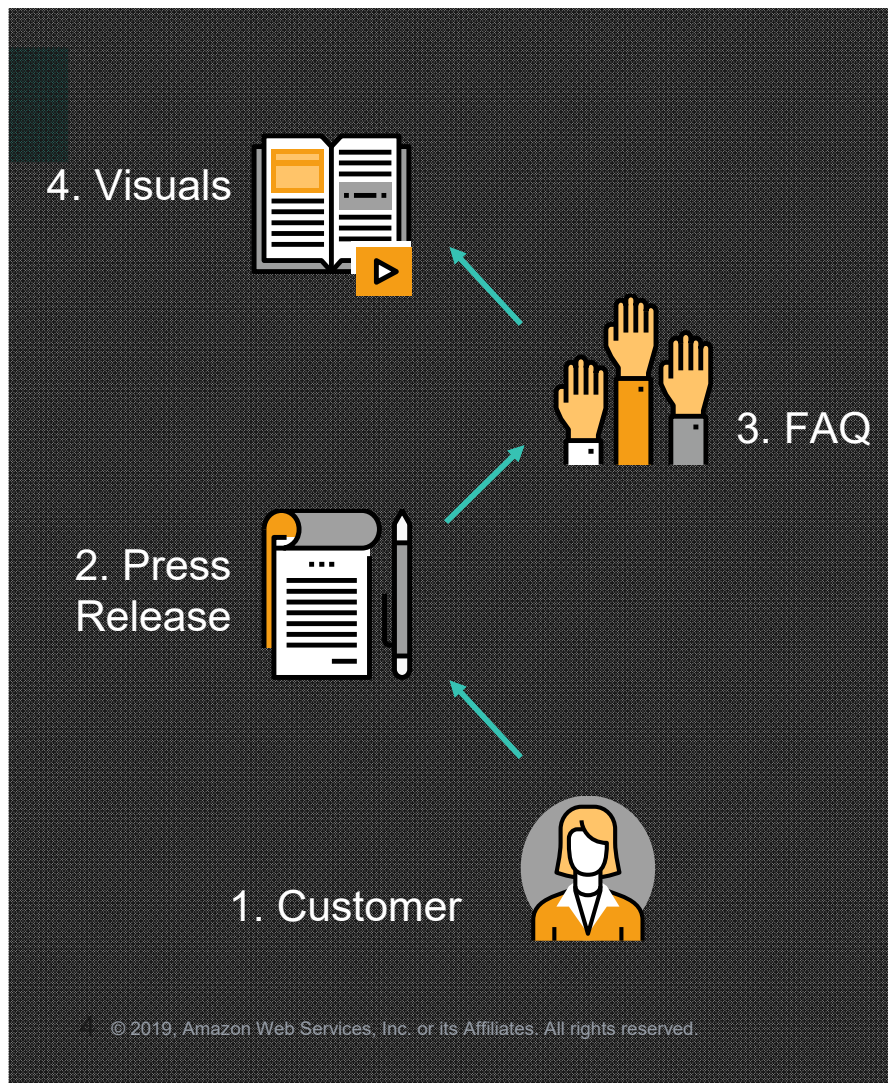 4. Visuals
3. FAQ
2. Press
Release
1. Customer
4 © 2019, Amazon Web Services, Inc. or its Affiliates. All rights reserved.